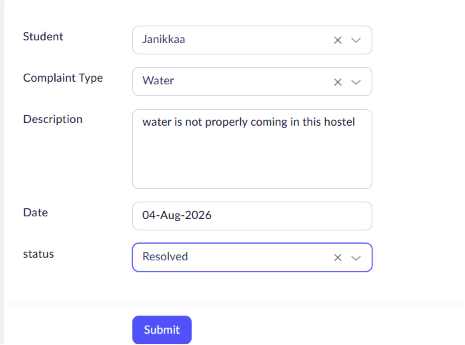 Student
Janikkaa
Complaint Type
Water
Description
water is not properly coming in this hostel
Date
04-Aug-2026
status
Resolved
Submit